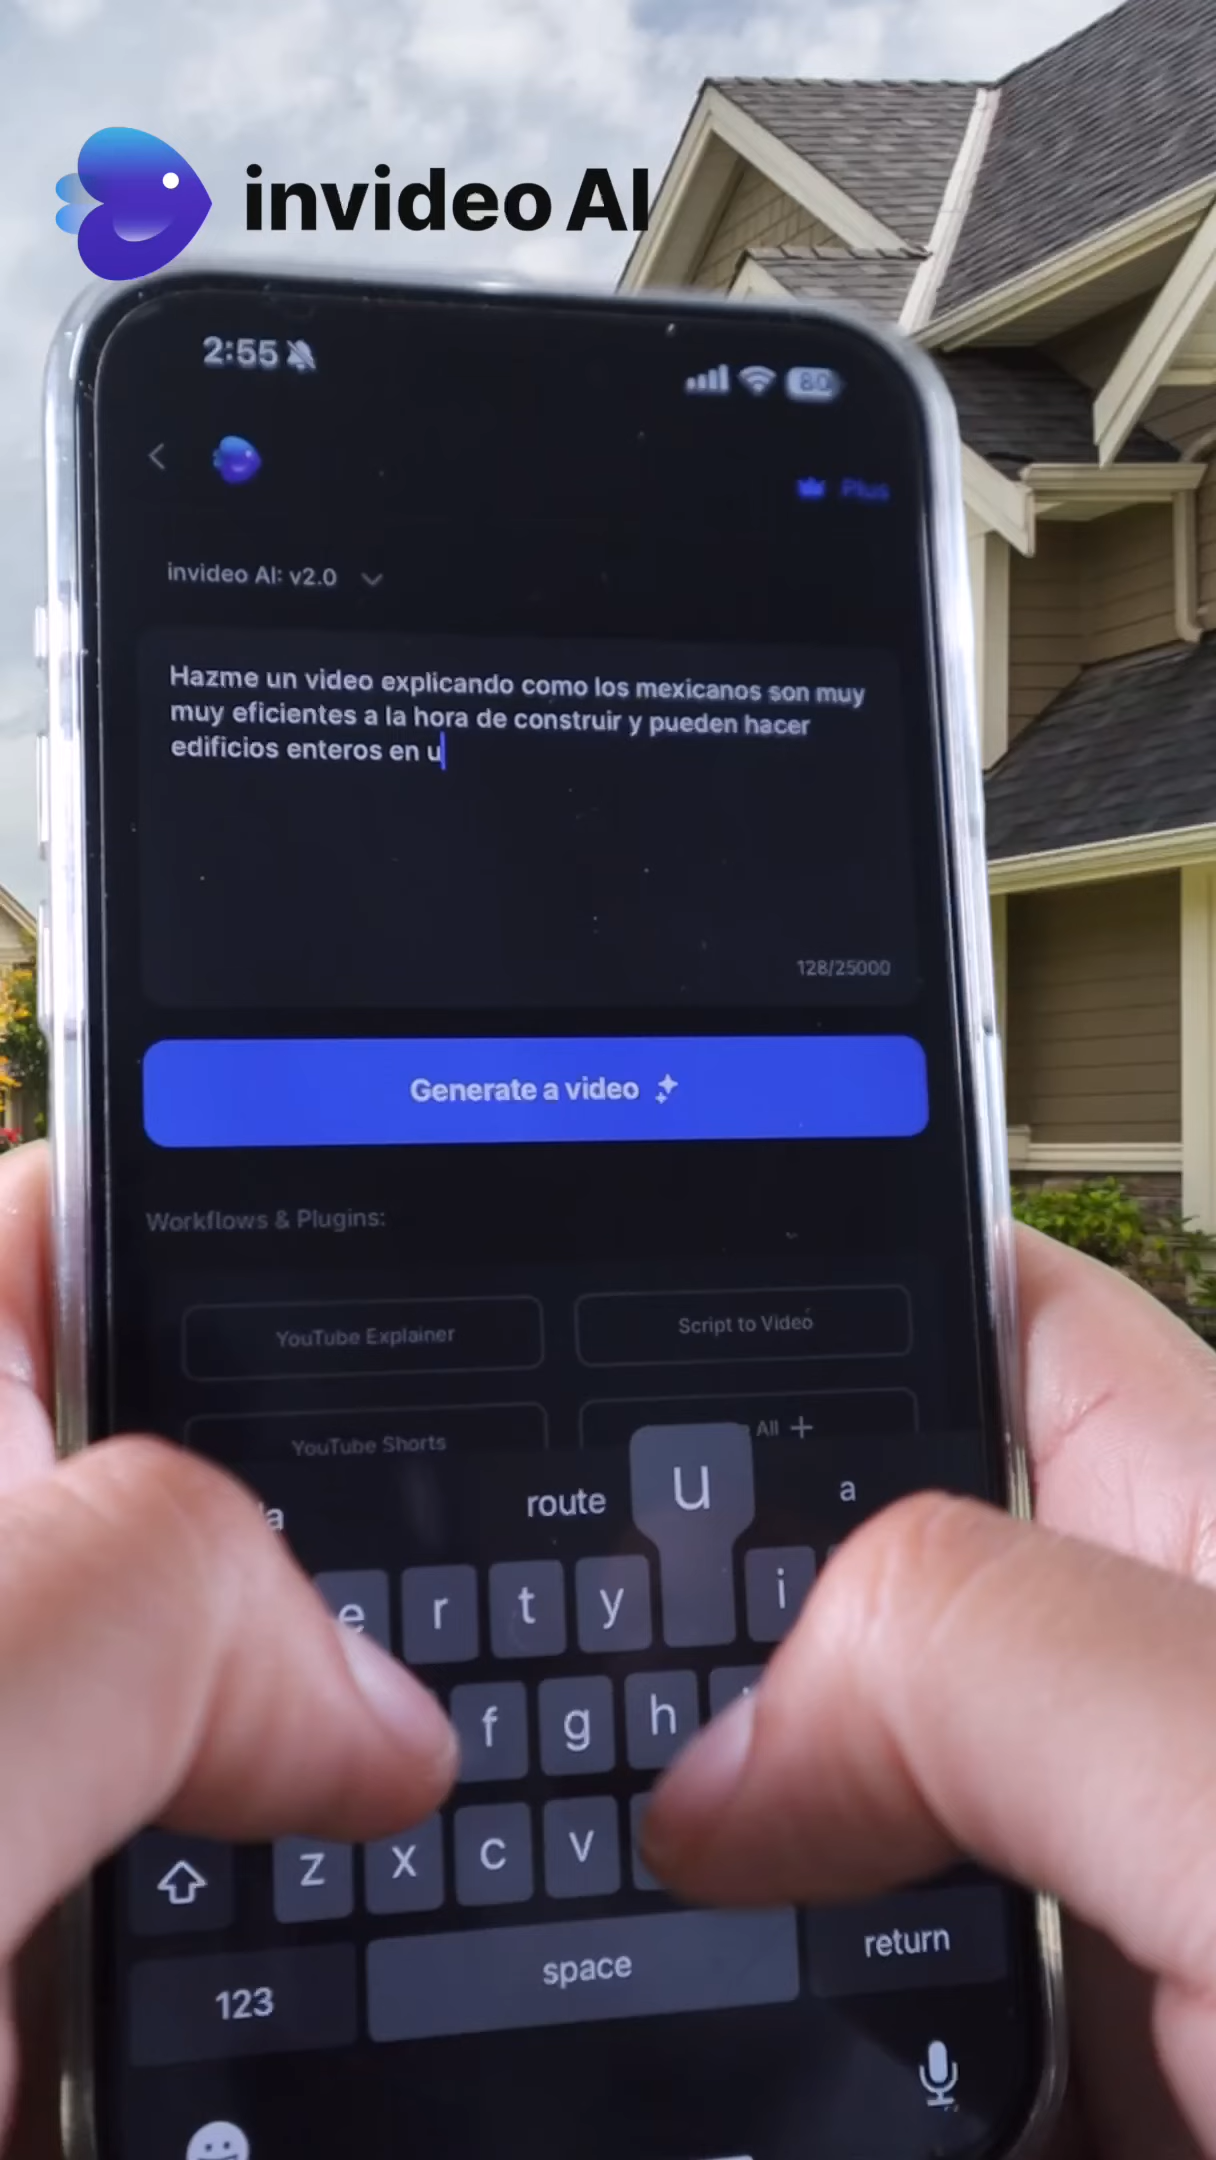 invideo AI
2:55
80
Plus
invideo AI: v2.0
Hazme un video explicando como los mexicanos son muy
muy eficientes a la hora de construir y pueden hacer
edificios enteros en u
128/25000
Generate a video
Workflows & Plugins:
YouTube Explainer
Script to Video
YouTube Shorts
All +
route
u
a
e r t y i
f g h
z x c v
123
space
return